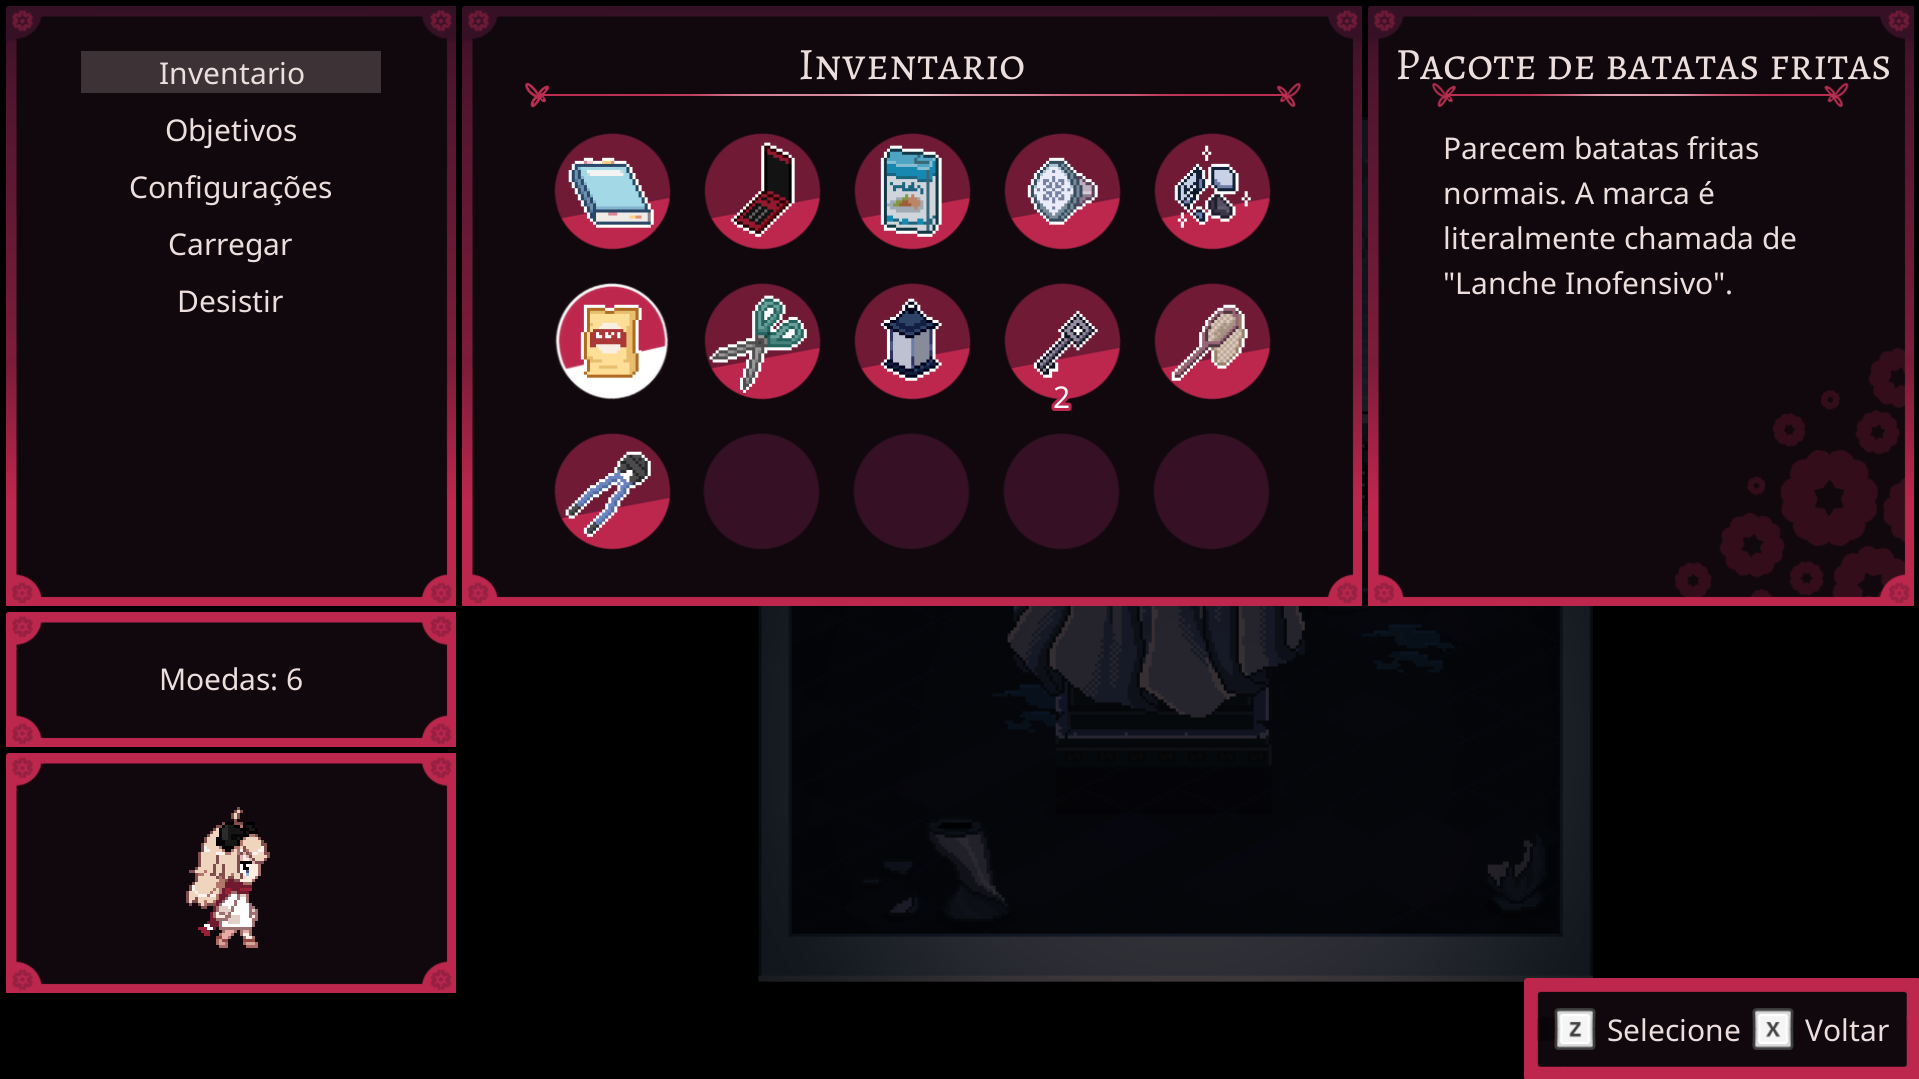 Inventario
Objetivos
Configurações
Carregar
Desistir
Inventario
2
Pacote de batatas fritas
Parecem batatas fritas
normais. A marca é
literalmente chamada de
"Lanche Inofensivo".
Moedas: 6
Z Selecione X Voltar